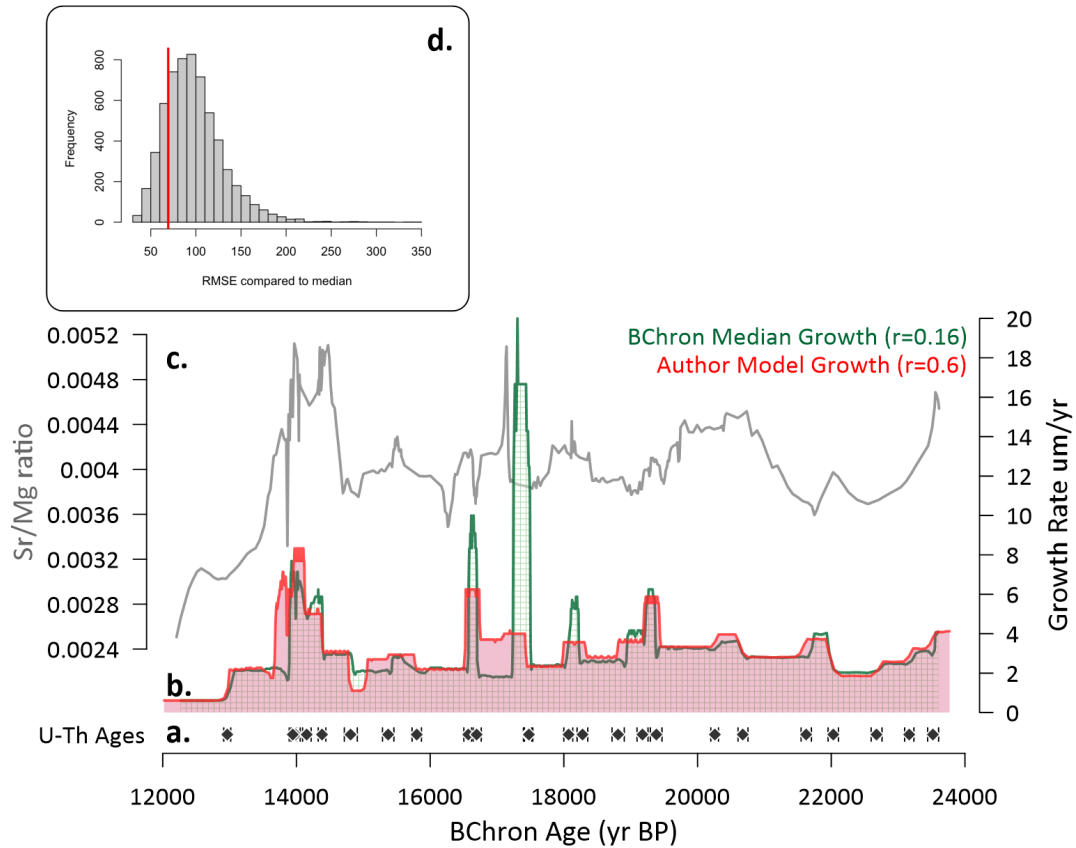 d.
800
600
400
200
0
Frequency
50 100 150 200 250 300 350
RMSE compared to median
0.0052
0.0048
0.0044
0.004
0.0036
0.0032
0.0028
0.0024
Sr/Mg ratio
c.
b.
BChron Median Growth (r=0.16)
Author Model Growth (r=0.6)
20
18
16
14
12
10
8
6
4
2
0
Growth Rate um/yr
U-Th Ages a.
12000 14000 16000 18000 20000 22000 24000
BChron Age (yr BP)